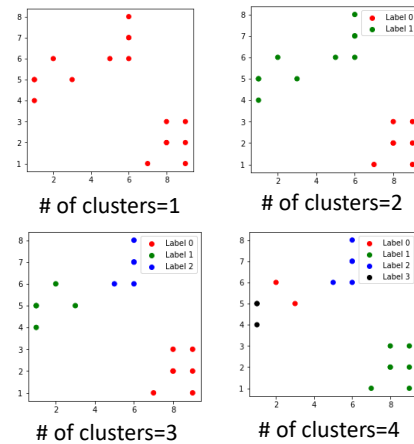 8
7
6
5
4
3
2
1
2 4 6 8
# of clusters=1
8
7
6
5
4
3
2
1
2 4 6 8
Label 0
Label 1
# of clusters=2
8
7
6
5
4
3
2
1
2 4 6 8
Label 0
Label 1
Label 2
# of clusters=3
8
7
6
5
4
3
2
1
2 4 6 8
Label 0
Label 1
Label 2
Label 3
# of clusters=4